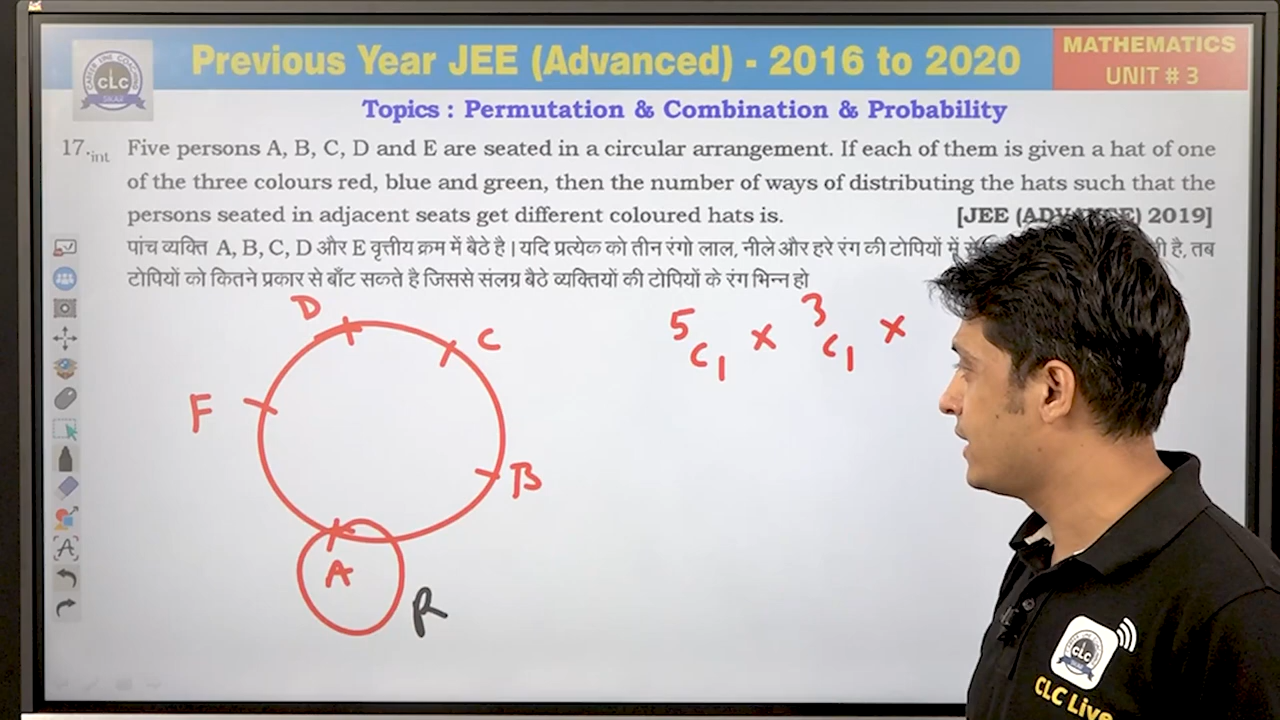 Previous Year JEE (Advanced) - 2016 to 2020
MATHEMATICS
UNIT # 3
CLC
SIKAR
Topics : Permutation & Combination & Probability
17.int Five persons A, B, C, D and E are seated in a circular arrangement. If each of them is given a hat of one
of the three colours red, blue and green, then the number of ways of distributing the hats such that the
persons seated in adjacent seats get different coloured hats is. [JEE (ADVANCE) 2019]
पांच व्यक्ति A, B, C, D और E वृत्तीय क्रम में बैठे है। यदि प्रत्येक को तीन रंगो लाल, नीले और हरे रंग की टोपियों में है, तब
टोपियों को कितने प्रकार से बाँट सकते है जिससे संलग्र बैठे व्यक्तियों की टोपियों के रंग भिन्न हो
D
C
5C1 × 3C1 ×
F
B
A
R
CLC
CLC Live